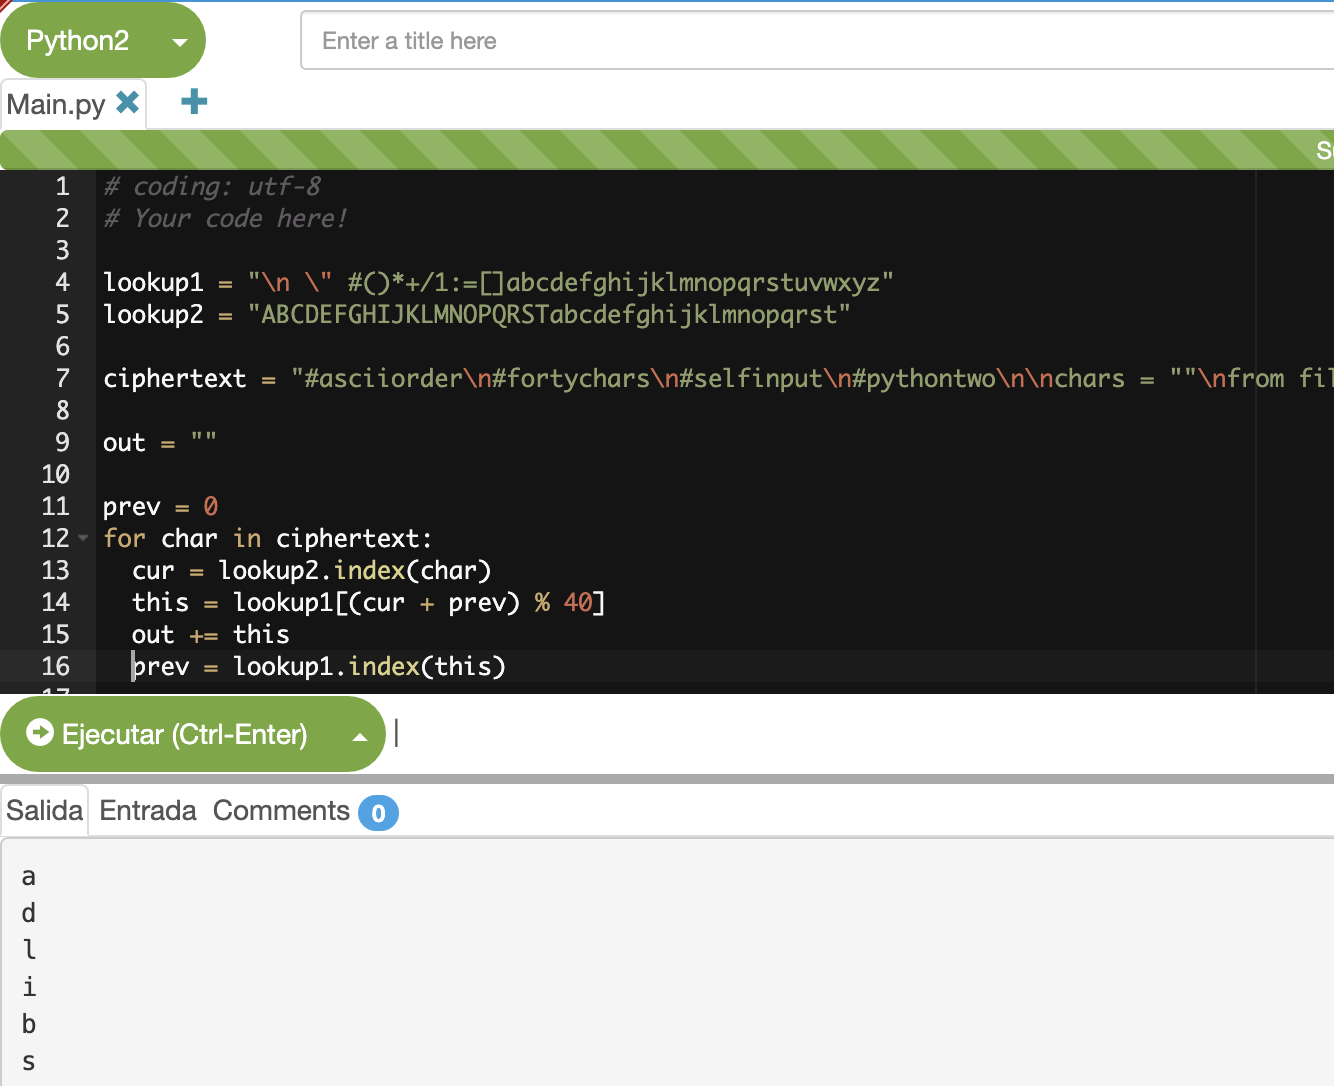 Python2
Enter a title here
Main.py
1 # coding: utf-8
2 # Your code here!
3
4 lookup1 = "\n \" #()*+/1:=[]abcdefghijklmnopqrstuvwxyz"
5 lookup2 = "ABCDEFGHIJKLMNOPQRSTabcdefghijklmnopqrst"
6
7 ciphertext = "#asciiorder\n#fortychars\n#selfinput\n#pythontwo\n\nchars = ""\nfrom fil
8
9 out = ""
10
11 prev = 0
12 for char in ciphertext:
13 cur = lookup2.index(char)
14 this = lookup1[(cur + prev) % 40]
15 out += this
16 prev = lookup1.index(this)
17
Ejecutar (Ctrl-Enter)
Salida Entrada Comments 0
a
d
l
i
b
s